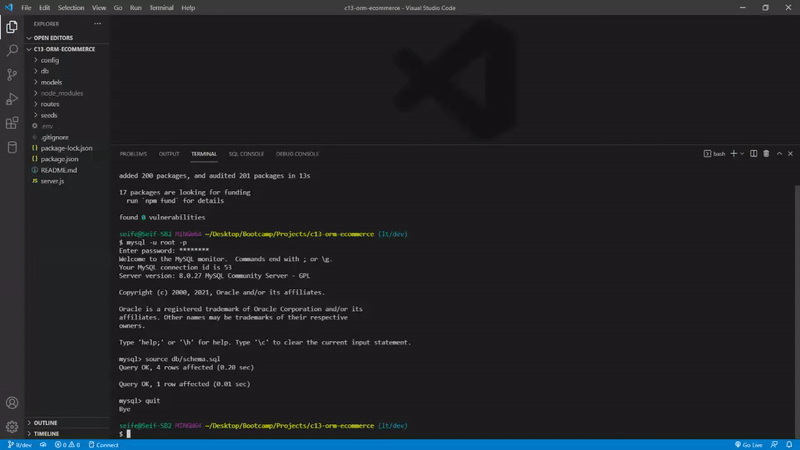 File Edit Selection View Go Run Terminal Help
c13-orm-ecommerce - Visual Studio Code
EXPLORER
OPEN EDITORS
C13-ORM-ECOMMERCE
config
db
models
node_modules
routes
seeds
.env
.gitignore
package-lock.json
package.json
README.md
server.js
OUTLINE
TIMELINE
PROBLEMS OUTPUT TERMINAL SQL CONSOLE DEBUG CONSOLE
bash
added 200 packages, and audited 201 packages in 13s
17 packages are looking for funding
run `npm fund` for details
found 0 vulnerabilities
seife@Seif-SB2 MINGW64 ~/Desktop/Bootcamp/Projects/c13-orm-ecommerce (lt/dev)
$ mysql -u root -p
Enter password: ********
Welcome to the MySQL monitor. Commands end with ; or \g.
Your MySQL connection id is 53
Server version: 8.0.27 MySQL Community Server - GPL
Copyright (c) 2000, 2021, Oracle and/or its affiliates.
Oracle is a registered trademark of Oracle Corporation and/or its
affiliates. Other names may be trademarks of their respective
owners.
Type 'help;' or '\h' for help. Type '\c' to clear the current input statement.
mysql> source db/schema.sql
Query OK, 4 rows affected (0.20 sec)
Query OK, 1 row affected (0.01 sec)
mysql> quit
Bye
seife@Seif-SB2 MINGW64 ~/Desktop/Bootcamp/Projects/c13-orm-ecommerce (lt/dev)
$
lt/dev 0 0 Connect Go Live